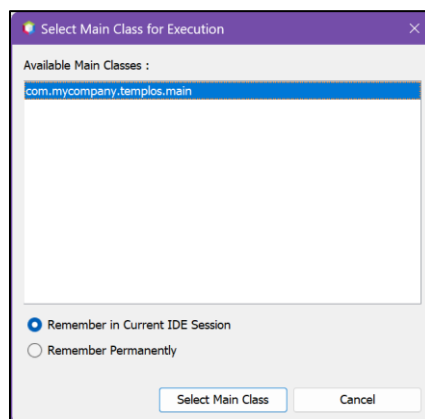 Select Main Class for Execution
Available Main Classes :
com.mycompany.templos.main
Remember in Current IDE Session
Remember Permanently
Select Main Class
Cancel